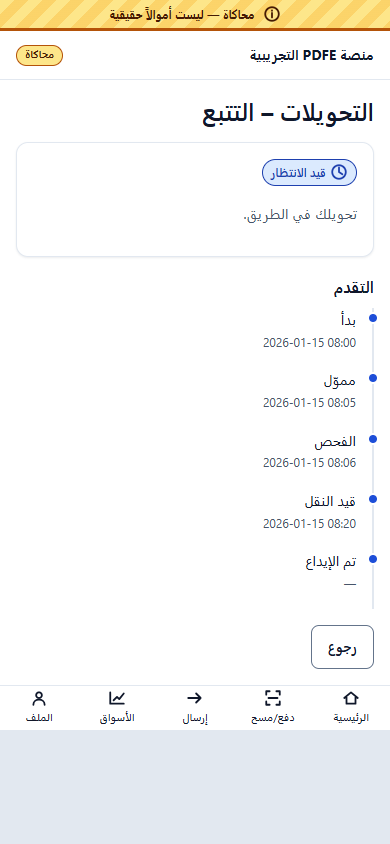 محاكاة — ليست أموالاً حقيقية
منصة PDFE التجريبية
محاكاة
التحويلات – التتبع
قيد الانتظار
تحويلك في الطريق.
التقدم
بدأ
2026-01-15 08:00
مموّل
2026-01-15 08:05
الفحص
2026-01-15 08:06
قيد النقل
2026-01-15 08:20
تم الإيداع
—
رجوع
الرئيسية
دفع/مسح
إرسال
الأسواق
الملف